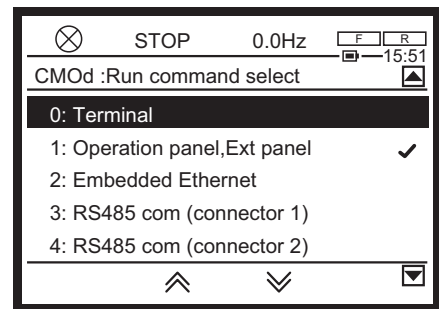 STOP 0.0Hz F R
15:51
CMOd :Run command select
0: Terminal
1: Operation panel,Ext panel
2: Embedded Ethernet
3: RS485 com (connector 1)
4: RS485 com (connector 2)